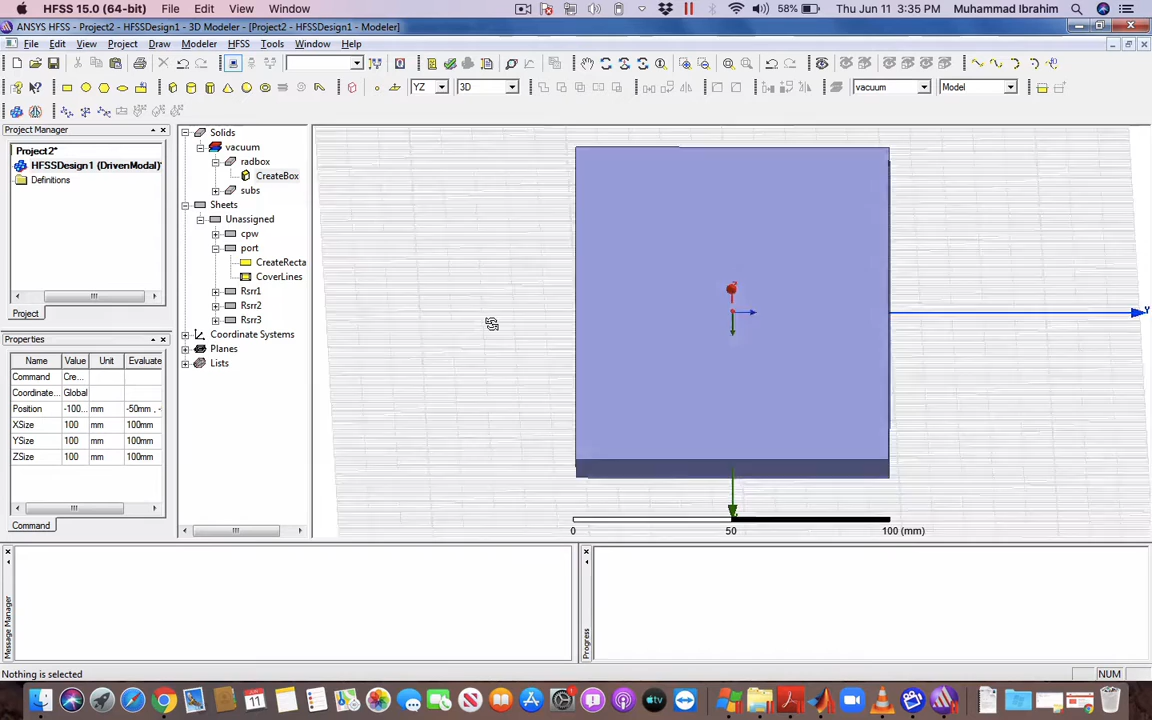 HFSS 15.0 (64-bit) File Edit View Window 58% Thu Jun 11 3:35 PM Muhammad Ibrahim
ANSYS HFSS - Project2 - HFSSDesign1 - 3D Modeler - [Project2 - HFSSDesign1 - Modeler]
File Edit View Project Draw Modeler HFSS Tools Window Help
YZ 3D vacuum Model
Project Manager
Project2*
HFSSDesign1 (DrivenModal)*
Definitions
Project
Solids
vacuum
radbox
CreateBox
subs
Sheets
Unassigned
cpw
port
CreateRecta
CoverLines
Rsrr1
Rsrr2
Rsrr3
Coordinate Systems
Planes
Lists
Properties
Name Value Unit Evaluate
Command Cre...
Coordinate... Global
Position -100... mm -50mm , -
XSize 100 mm 100mm
YSize 100 mm 100mm
ZSize 100 mm 100mm
Command
Z
Y
0 50 100 (mm)
Message Manager
Progress
Nothing is selected
NUM